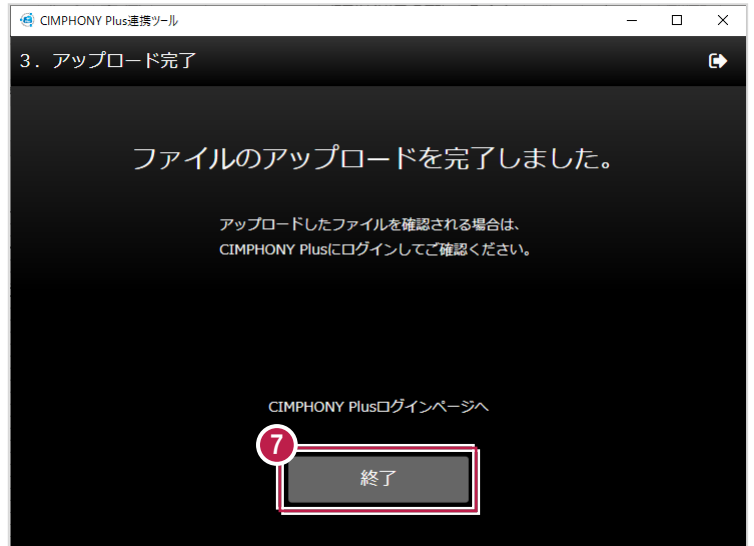 CIMPHONY Plus連携ツール
3．アップロード完了
ファイルのアップロードを完了しました。
アップロードしたファイルを確認される場合は、
CIMPHONY Plusにログインしてご確認ください。
CIMPHONY Plusログインページへ
7
終了